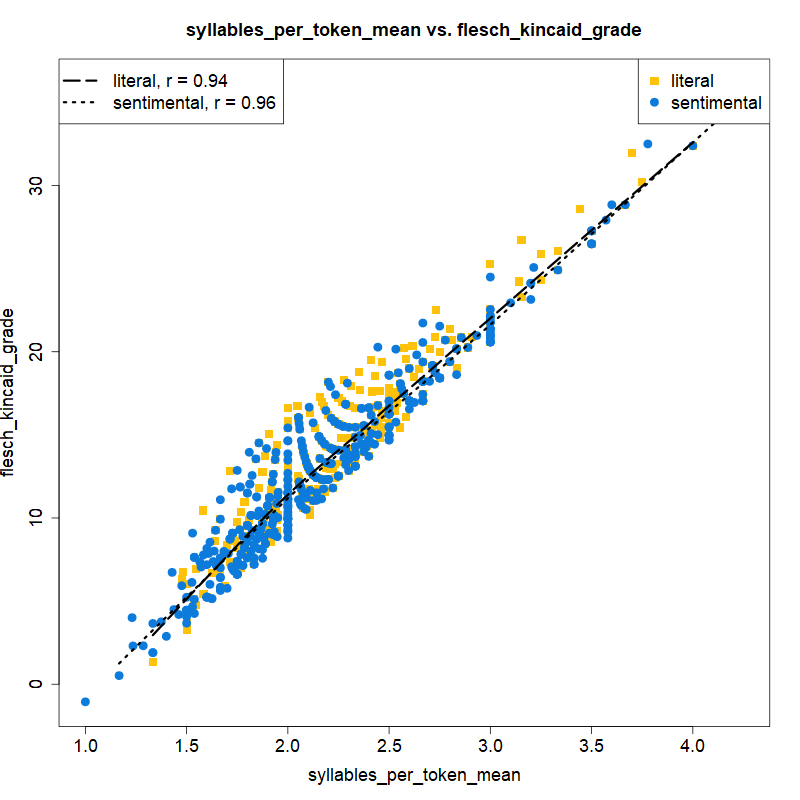 syllables_per_token_mean vs. flesch_kincaid_grade
literal, r = 0.94
sentimental, r = 0.96
literal
sentimental
30
20
10
0
flesch_kincaid_grade
1.0 1.5 2.0 2.5 3.0 3.5 4.0
syllables_per_token_mean